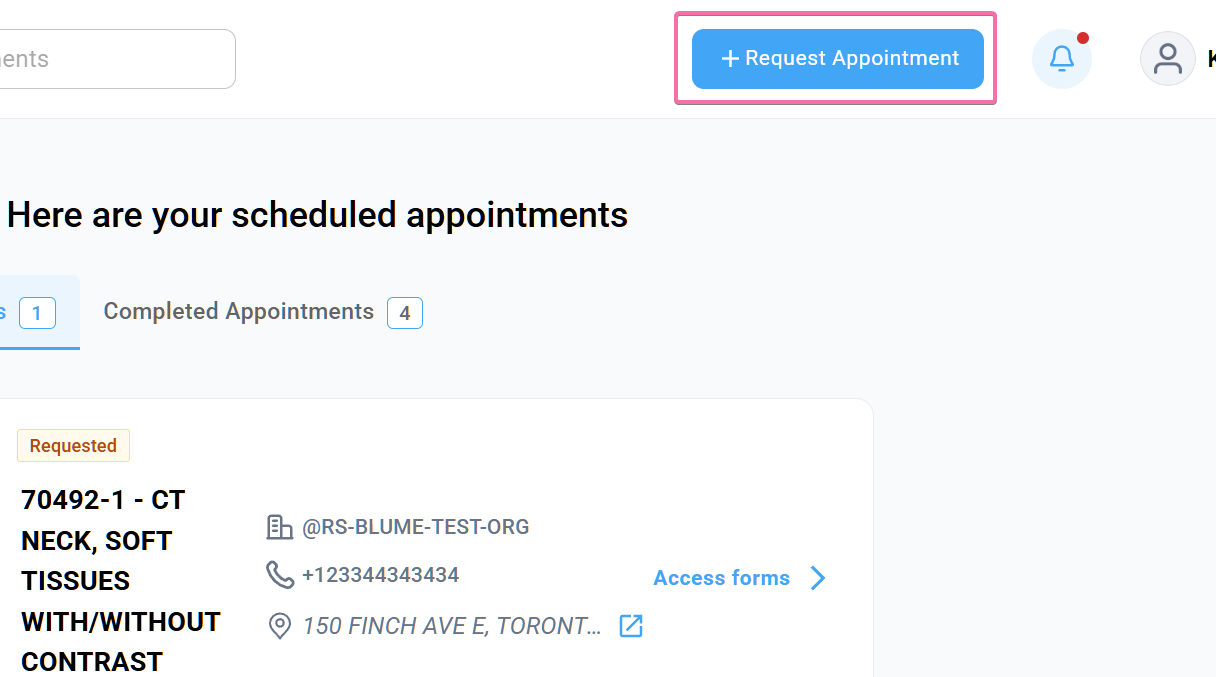 ents
+ Request Appointment
K
Here are your scheduled appointments
s 1 Completed Appointments 4
Requested
70492-1 - CT
NECK, SOFT
TISSUES
WITH/WITHOUT
CONTRAST
@RS-BLUME-TEST-ORG
+123344343434
150 FINCH AVE E, TORONT...
Access forms